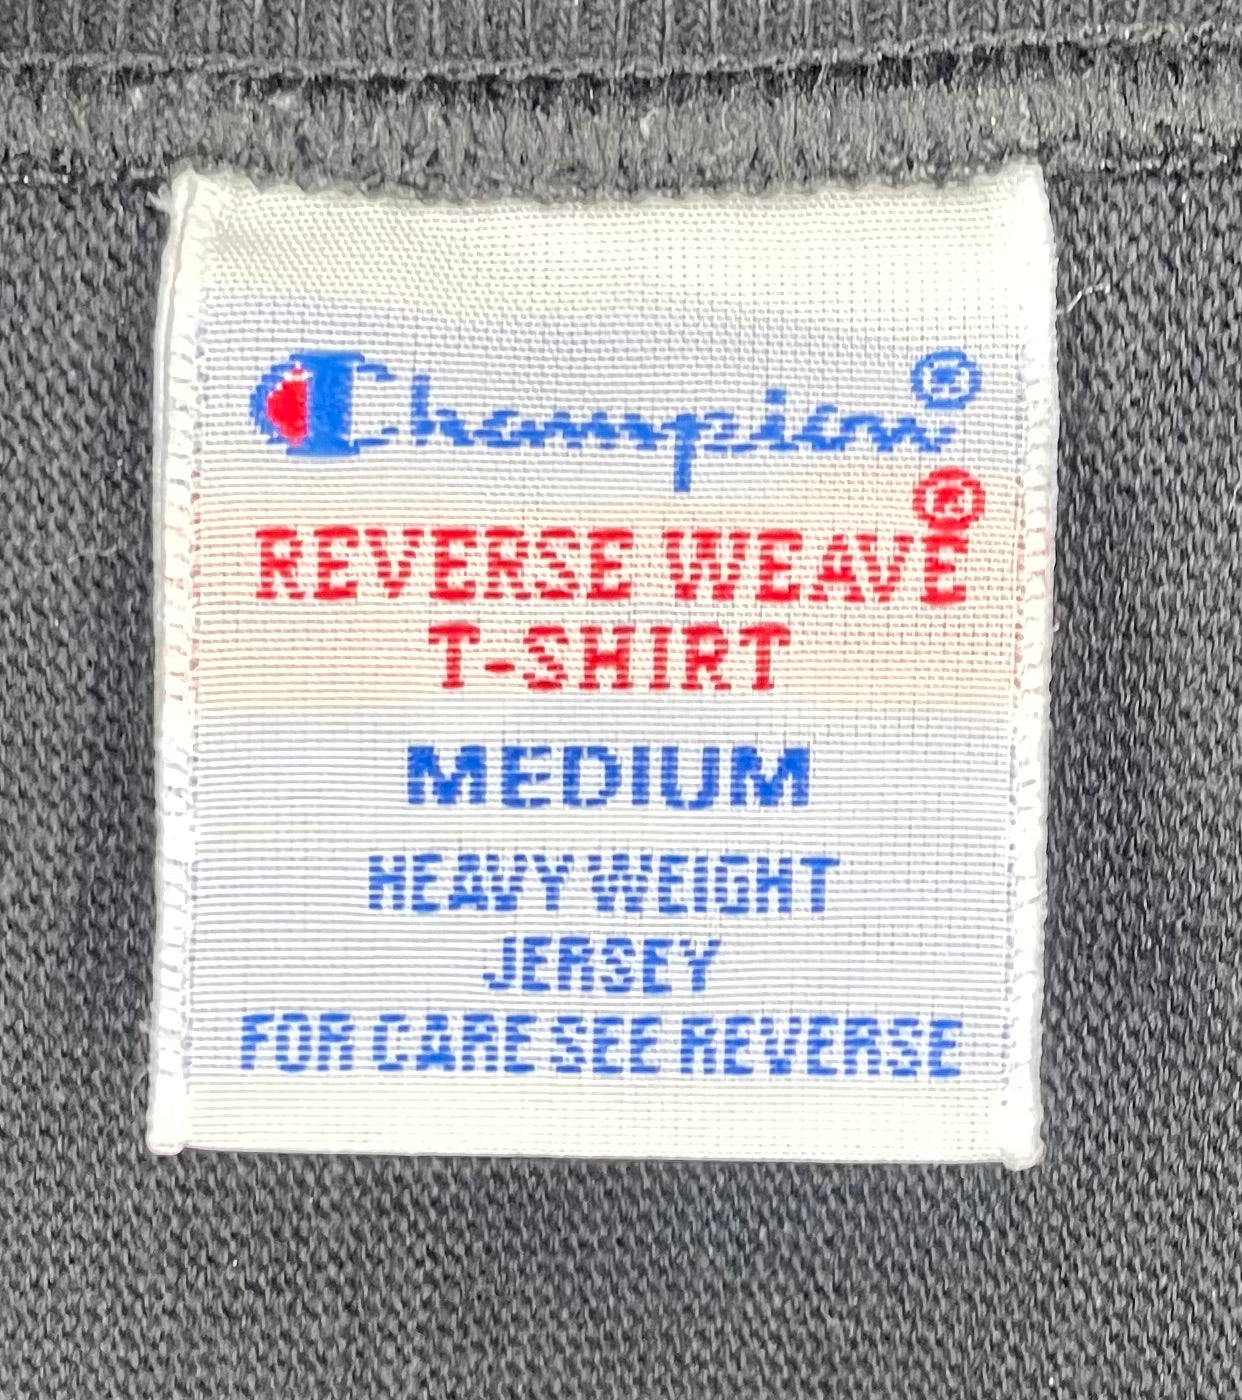 Champion®
REVERSE WEAVE®
T-SHIRT
MEDIUM
HEAVY WEIGHT
JERSEY
FOR CARE SEE REVERSE